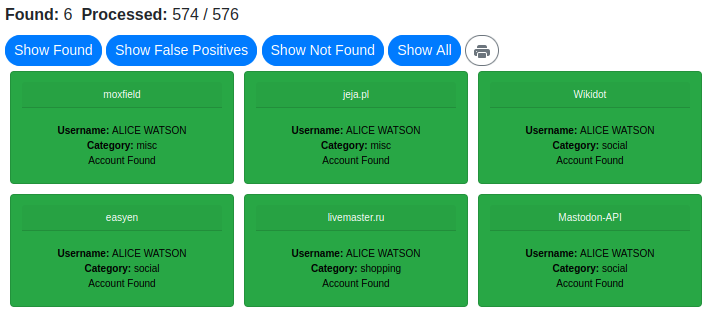 Found: 6 Processed: 574 / 576
Show Found Show False Positives Show Not Found Show All
moxfield
Username: ALICE WATSON
Category: misc
Account Found
jeja.pl
Username: ALICE WATSON
Category: misc
Account Found
Wikidot
Username: ALICE WATSON
Category: social
Account Found
easyen
Username: ALICE WATSON
Category: social
Account Found
livemaster.ru
Username: ALICE WATSON
Category: shopping
Account Found
Mastodon-API
Username: ALICE WATSON
Category: social
Account Found